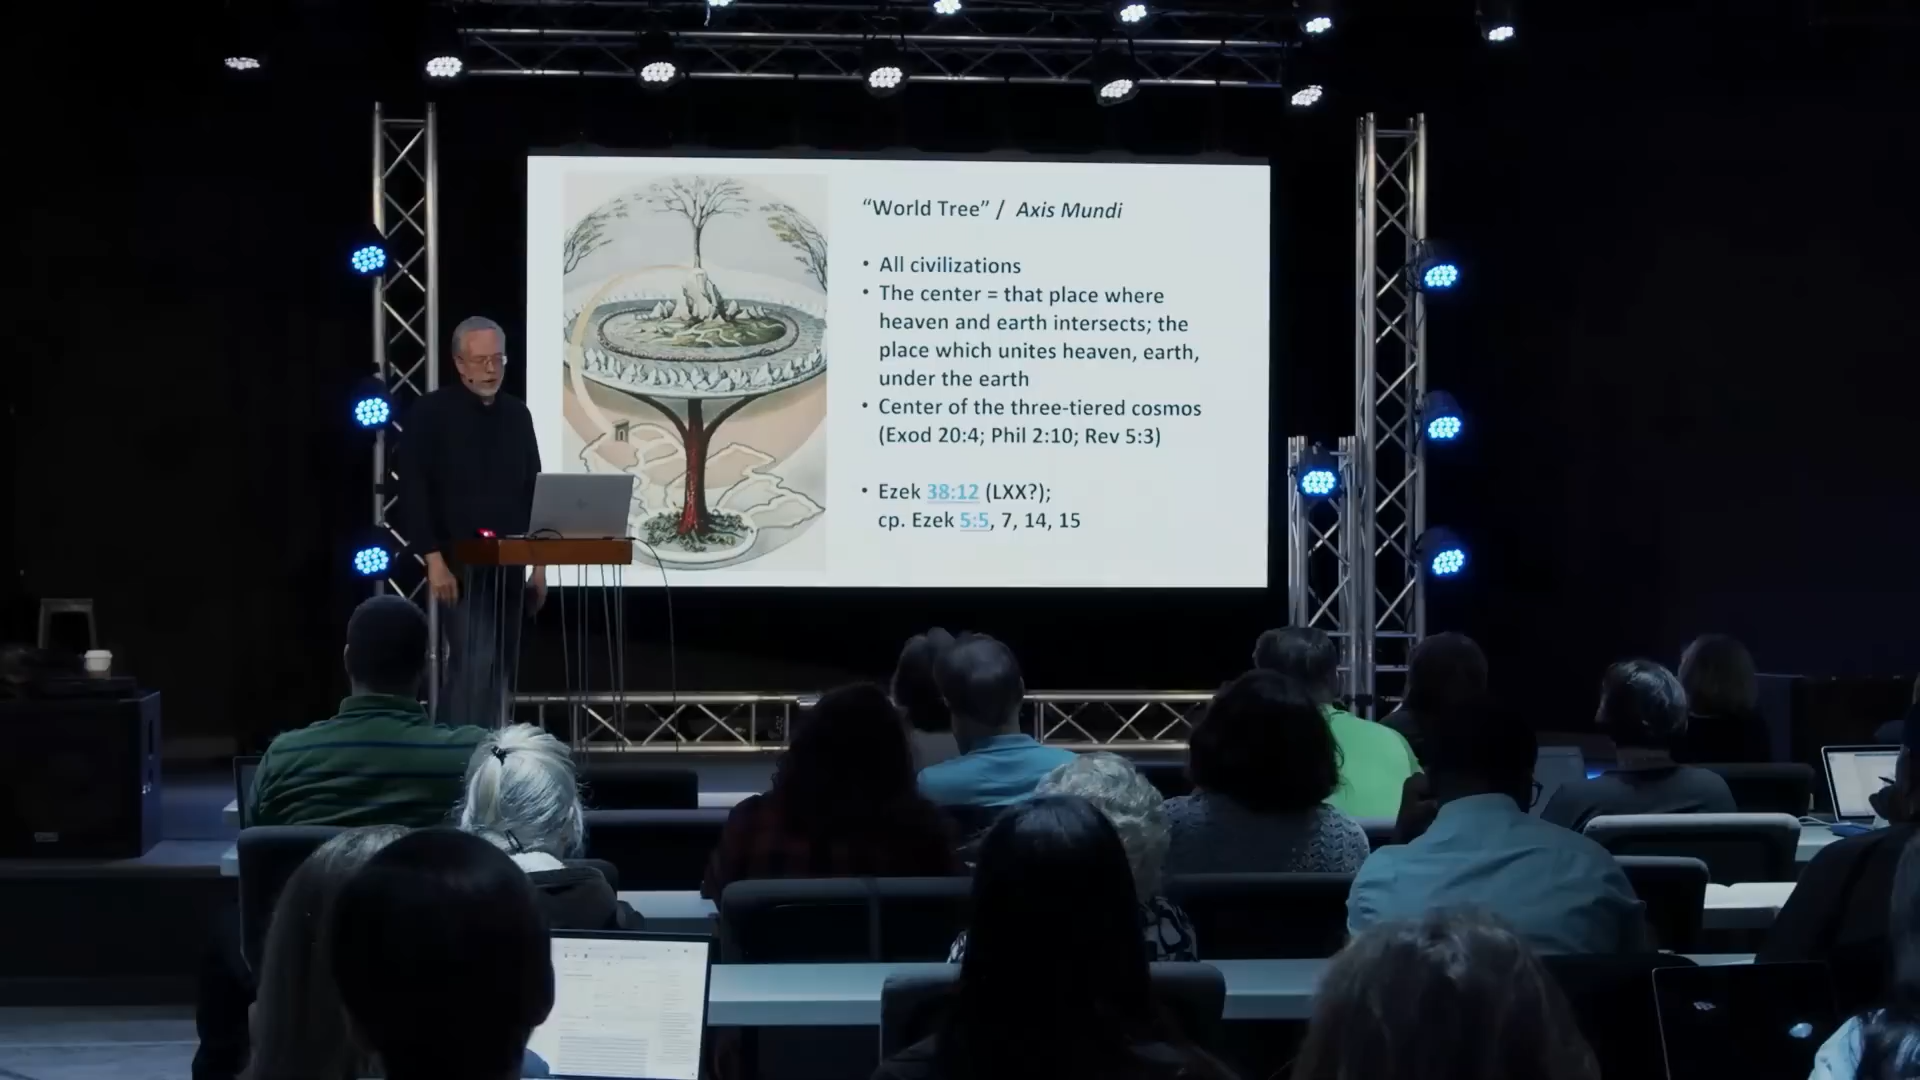 “World Tree” / Axis Mundi
• All civilizations
• The center = that place where
heaven and earth intersects; the
place which unites heaven, earth,
under the earth
• Center of the three-tiered cosmos
(Exod 20:4; Phil 2:10; Rev 5:3)
• Ezek 38:12 (LXX?);
cp. Ezek 5:5, 7, 14, 15